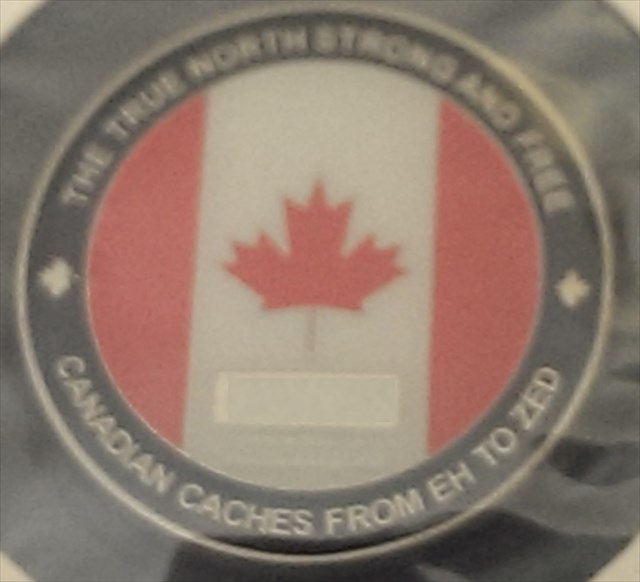 THE TRUE NORTH STRONG AND FREE
CANADIAN CACHES FROM EH TO ZED